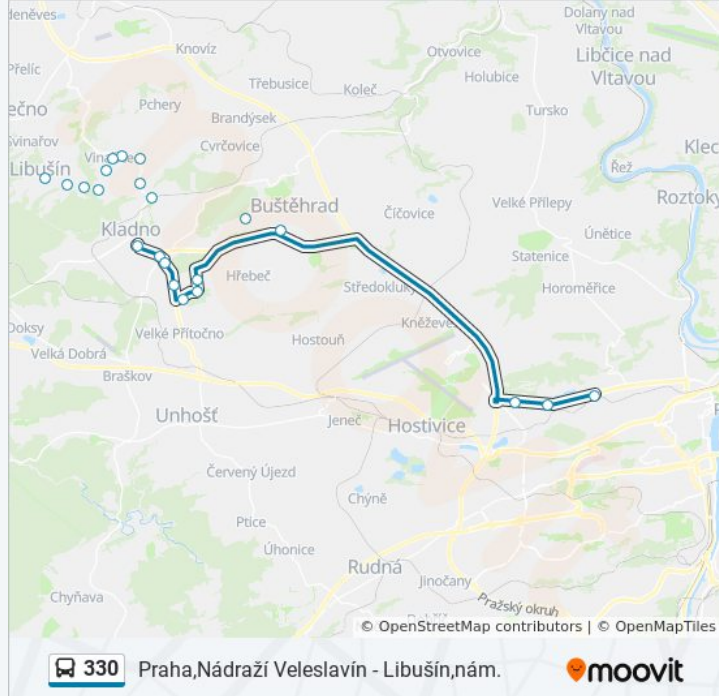 deněves
Dolany nad
Vltavou
Knovíz
Otvovice
Libčice nad
Vltavou
Přelíc
Třebusice
Koleč
Holubice
ečno
Pchery
Brandýsek
Tursko
Svinařov
Cvrčovice
Klec
Libušín
Vinařec
Řež
Buštěhrad
Velké Přílepy
Roztoky
Kladno
Číčovice
Únětice
Statenice
Hřebeč
Středokluky
Horoměřice
Doksy
Velké Přítočno
Hostouň
Kněževes
Velká Dobrá
Braškov
Unhošť
Jeneč
Hostivice
Červený Újezd
Chýně
Ptice
Úhonice
Rudná
Jinočany
Chyňava
Pražský okruh
© OpenStreetMap contributors | © OpenMapTiles
330 Praha,Nádraží Veleslavín - Libušín,nám. moovit